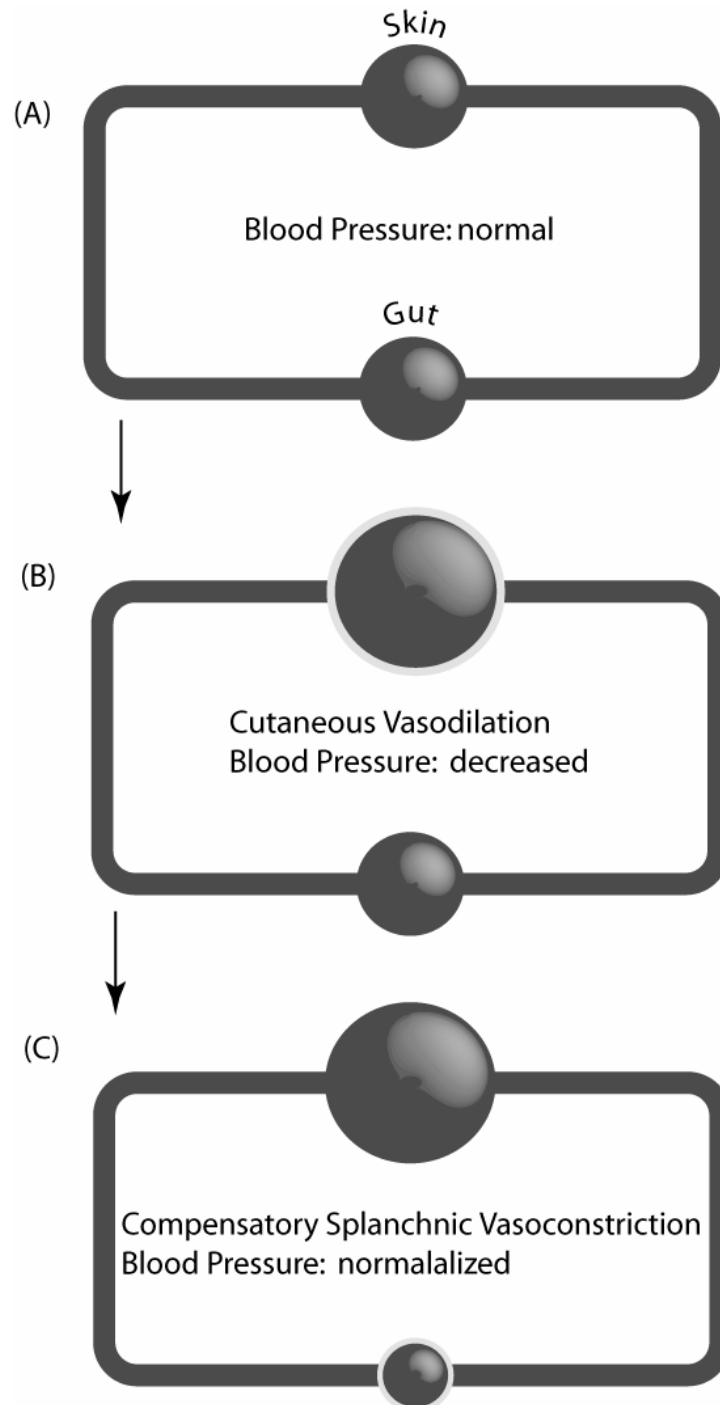 Skin
(A)
Blood Pressure: normal
Gut
(B)
Cutaneous Vasodilation
Blood Pressure: decreased
(C)
Compensatory Splanchnic Vasoconstriction
Blood Pressure: normalalized